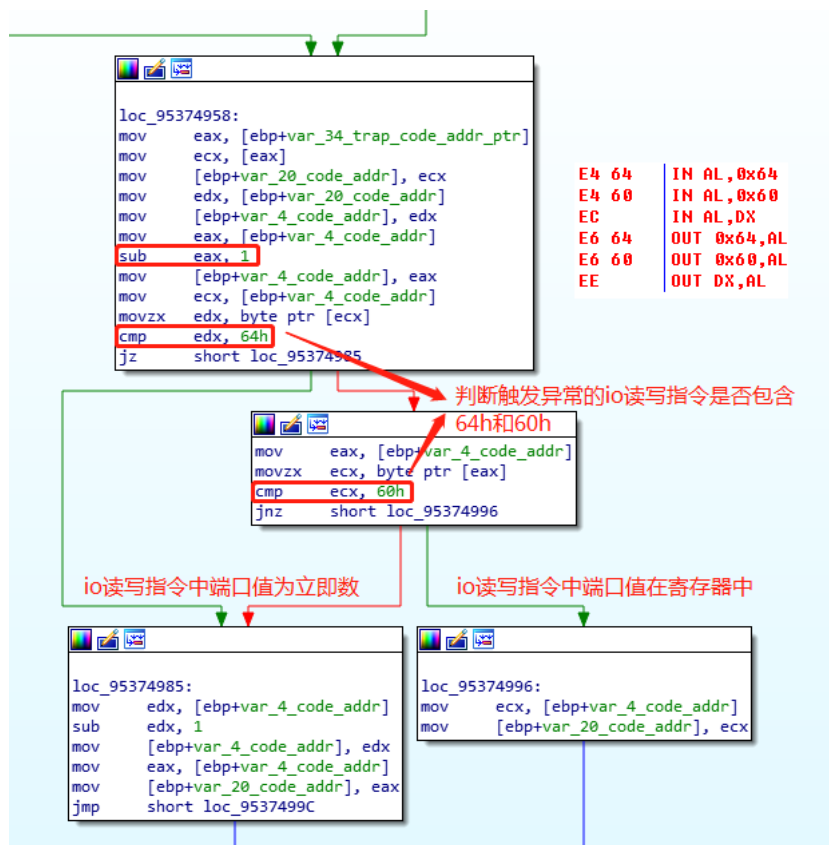 loc_95374958:
mov eax, [ebp+var_34_trap_code_addr_ptr]
mov ecx, [eax]
mov [ebp+var_20_code_addr], ecx
mov edx, [ebp+var_20_code_addr]
mov [ebp+var_4_code_addr], edx
mov eax, [ebp+var_4_code_addr]
sub eax, 1
mov [ebp+var_4_code_addr], eax
mov ecx, [ebp+var_4_code_addr]
movzx edx, byte ptr [ecx]
cmp edx, 64h
jz short loc_95374985
E4 64 IN AL,0x64
E4 60 IN AL,0x60
EC IN AL,DX
E6 64 OUT 0x64,AL
E6 60 OUT 0x60,AL
EE OUT DX,AL
判断触发异常的io读写指令是否包含
64h和60h
mov eax, [ebp+var_4_code_addr]
movzx ecx, byte ptr [eax]
cmp ecx, 60h
jnz short loc_95374996
io读写指令中端口值为立即数
io读写指令中端口值在寄存器中
loc_95374985:
mov edx, [ebp+var_4_code_addr]
sub edx, 1
mov [ebp+var_4_code_addr], edx
mov eax, [ebp+var_4_code_addr]
mov [ebp+var_20_code_addr], eax
jmp short loc_9537499C
loc_95374996:
mov ecx, [ebp+var_4_code_addr]
mov [ebp+var_20_code_addr], ecx